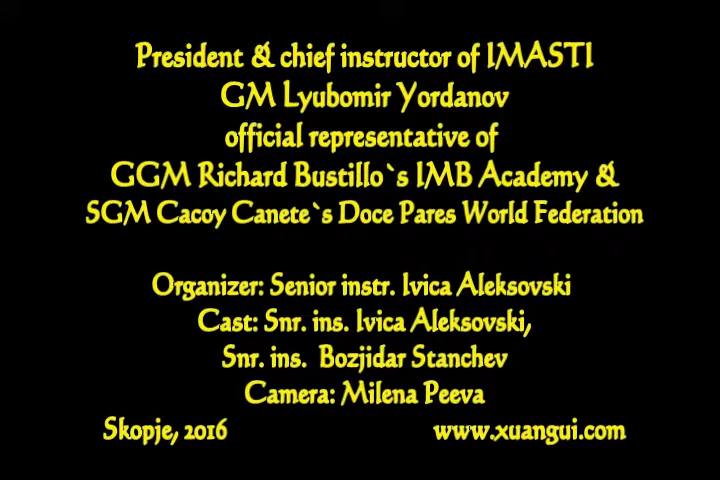 President & chief instructor of IMASTI
GM Lyubomir Yordanov
official representative of
GGM Richard Bustillo`s IMB Academy &
SGM Cacoy Canete`s Doce Pares World Federation
Organizer: Senior instr. Ivica Aleksovski
Cast: Snr. ins. Ivica Aleksovski,
Snr. ins. Bozjidar Stanchev
Camera: Milena Peeva
Skopje, 2016 www.xuangui.com